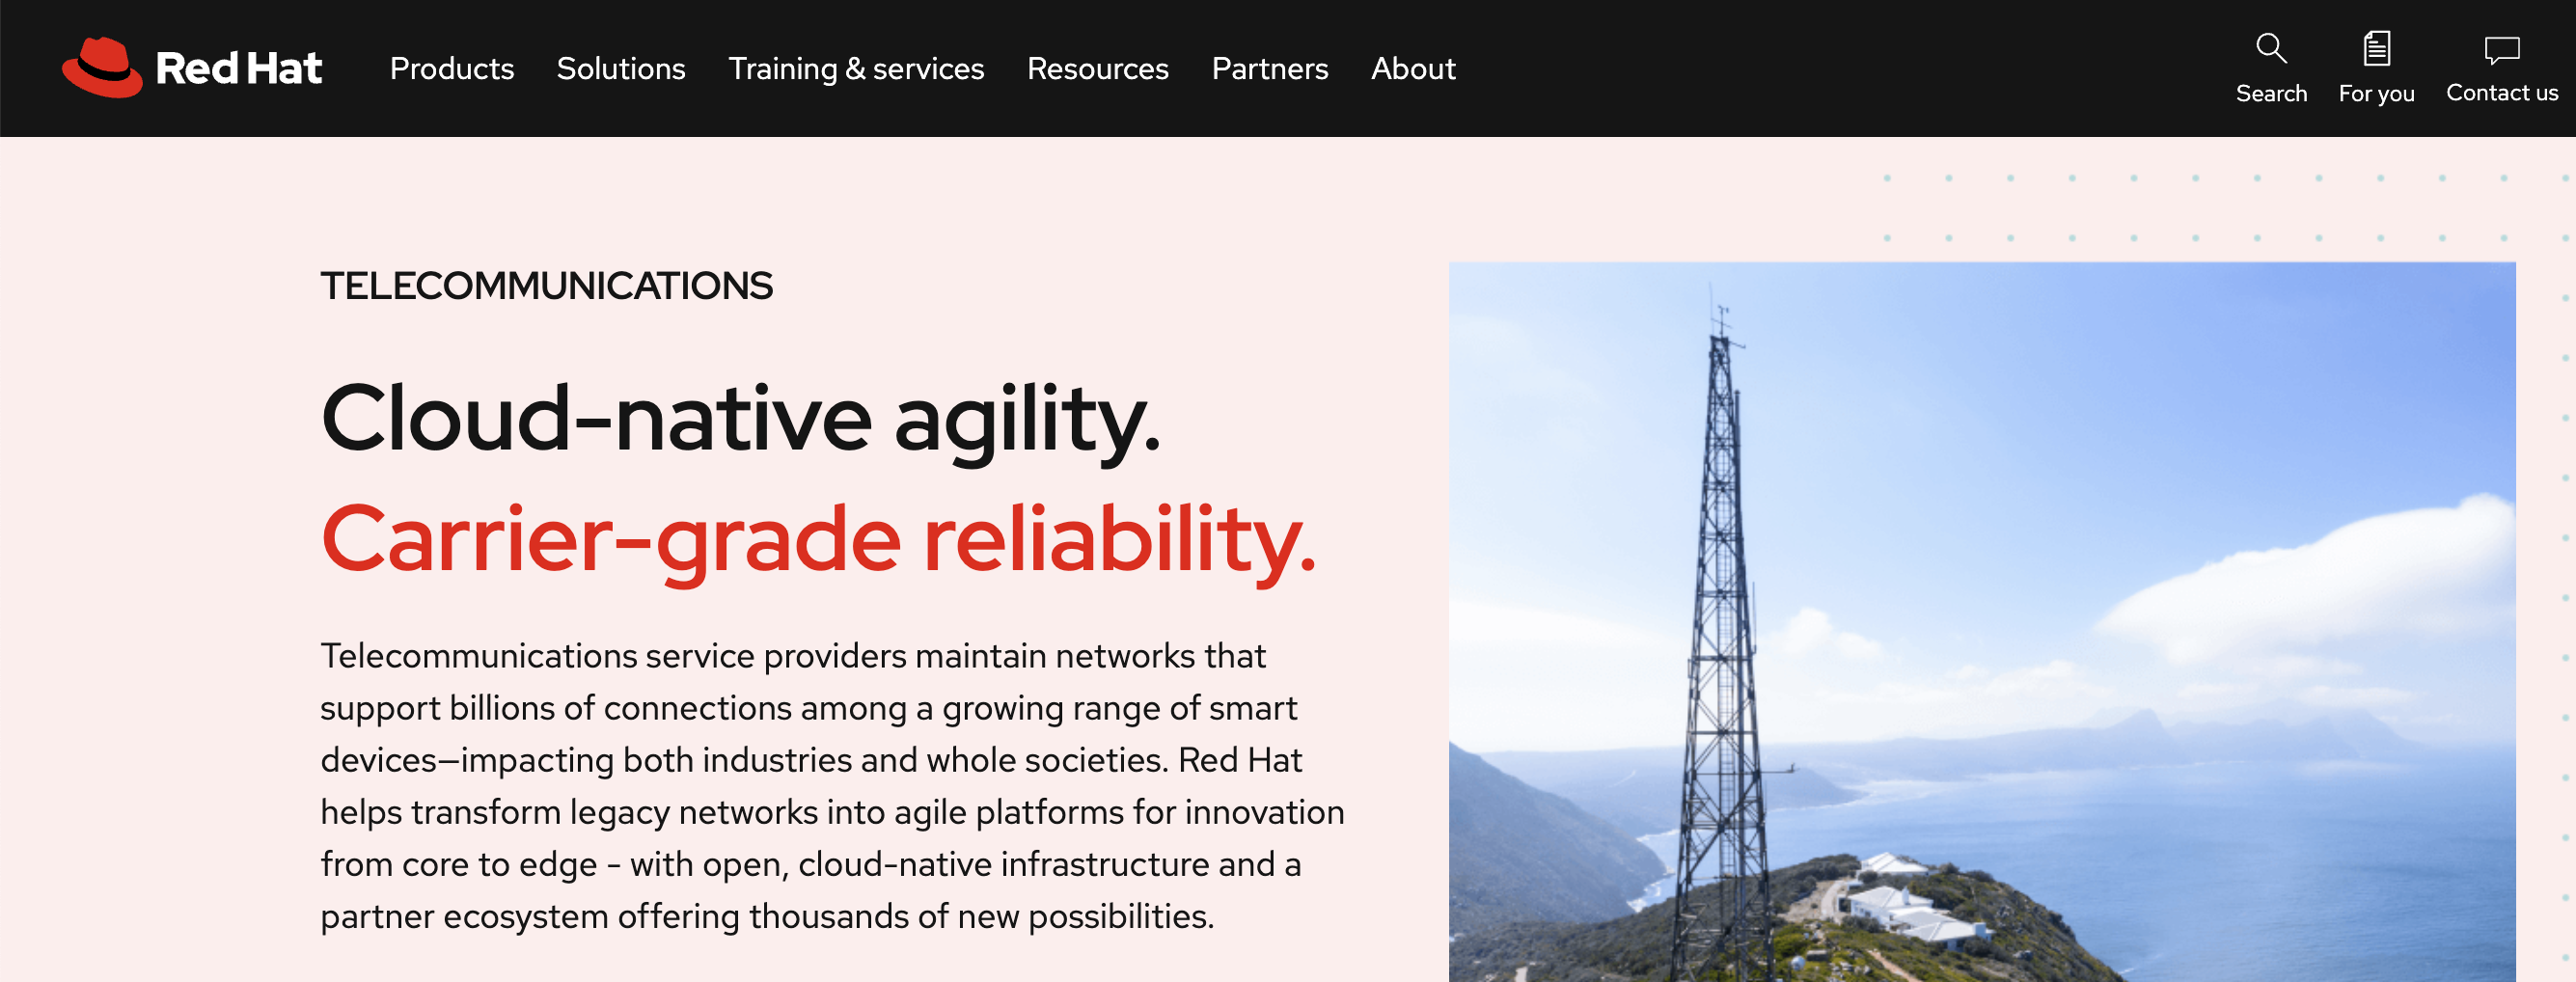 Red Hat
Products
Solutions
Training & services
Resources
Partners
About
Search
For you
Contact us
TELECOMMUNICATIONS
Cloud-native agility.
Carrier-grade reliability.
Telecommunications service providers maintain networks that
support billions of connections among a growing range of smart
devices—impacting both industries and whole societies. Red Hat
helps transform legacy networks into agile platforms for innovation
from core to edge - with open, cloud-native infrastructure and a
partner ecosystem offering thousands of new possibilities.